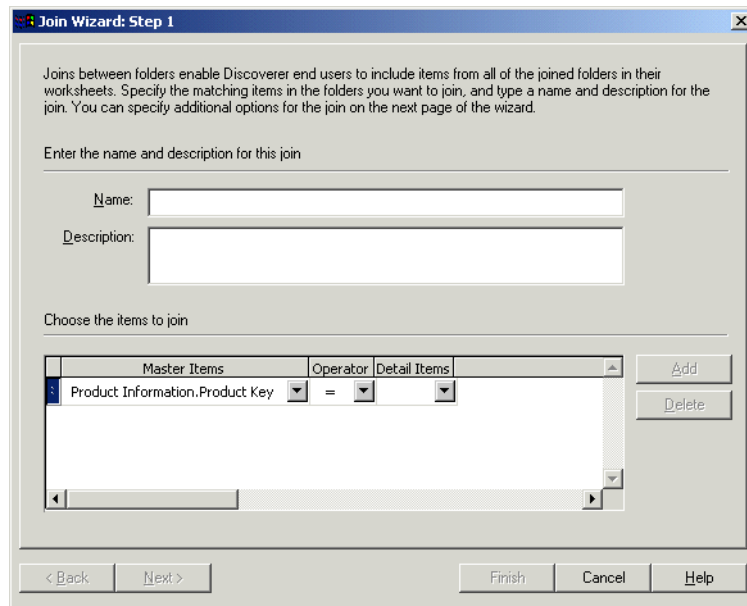 Join Wizard: Step 1
Joins between folders enable Discoverer end users to include items from all of the joined folders in their
worksheets. Specify the matching items in the folders you want to join, and type a name and description for the
join. You can specify additional options for the join on the next page of the wizard.
Enter the name and description for this join
Name:
Description:
Choose the items to join
Master Items Operator Detail Items
Product Information.Product Key =
Add
Delete
< Back Next > Finish Cancel Help